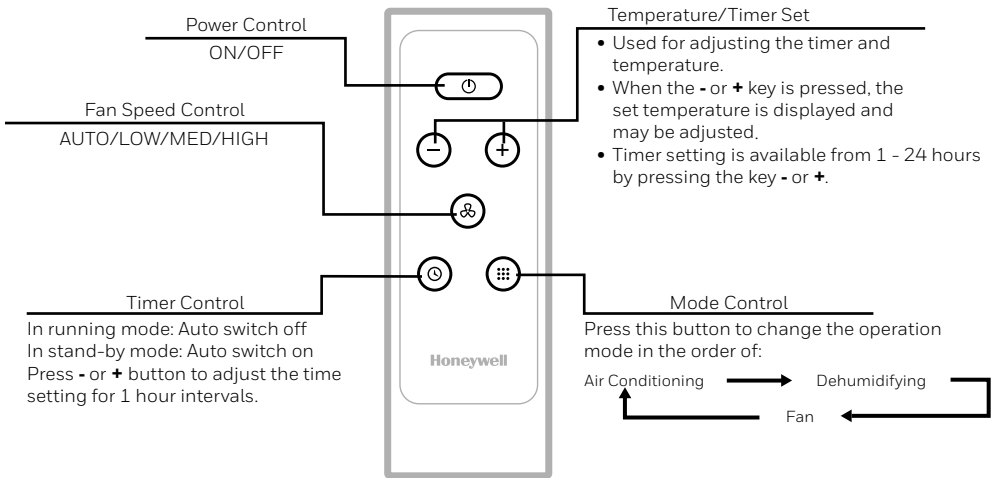 Power Control
ON/OFF
Fan Speed Control
AUTO/LOW/MED/HIGH
Timer Control
In running mode: Auto switch off
In stand-by mode: Auto switch on
Press - or + button to adjust the time
setting for 1 hour intervals.
− +
Honeywell
Temperature/Timer Set
• Used for adjusting the timer and
temperature.
• When the - or + key is pressed, the
set temperature is displayed and
may be adjusted.
• Timer setting is available from 1 - 24 hours
by pressing the key - or +.
Mode Control
Press this button to change the operation
mode in the order of:
Air Conditioning Dehumidifying
Fan